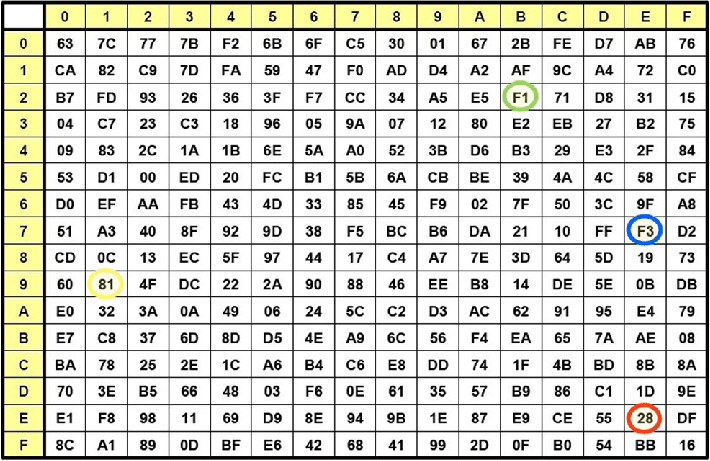 0 1 2 3 4 5 6 7 8 9 A B C D E F
0 63 7C 77 7B F2 6B 6F C5 30 01 67 2B FE D7 AB 76
1 CA 82 C9 7D FA 59 47 F0 AD D4 A2 AF 9C A4 72 C0
2 B7 FD 93 26 36 3F F7 CC 34 A5 E5 F1 71 D8 31 15
3 04 C7 23 C3 18 96 05 9A 07 12 80 E2 EB 27 B2 75
4 09 83 2C 1A 1B 6E 5A A0 52 3B D6 B3 29 E3 2F 84
5 53 D1 00 ED 20 FC B1 5B 6A CB BE 39 4A 4C 58 CF
6 D0 EF AA FB 43 4D 33 85 45 F9 02 7F 50 3C 9F A8
7 51 A3 40 8F 92 9D 38 F5 BC B6 DA 21 10 FF F3 D2
8 CD 0C 13 EC 5F 97 44 17 C4 A7 7E 3D 64 5D 19 73
9 60 81 4F DC 22 2A 90 88 46 EE B8 14 DE 5E 0B DB
A E0 32 3A 0A 49 06 24 5C C2 D3 AC 62 91 95 E4 79
B E7 C8 37 6D 8D D5 4E A9 6C 56 F4 EA 65 7A AE 08
C BA 78 25 2E 1C A6 B4 C6 E8 DD 74 1F 4B BD 8B 8A
D 70 3E B5 66 48 03 F6 0E 61 35 57 B9 86 C1 1D 9E
E E1 F8 98 11 69 D9 8E 94 9B 1E 87 E9 CE 55 28 DF
F 8C A1 89 0D BF E6 42 68 41 99 2D 0F B0 54 BB 16